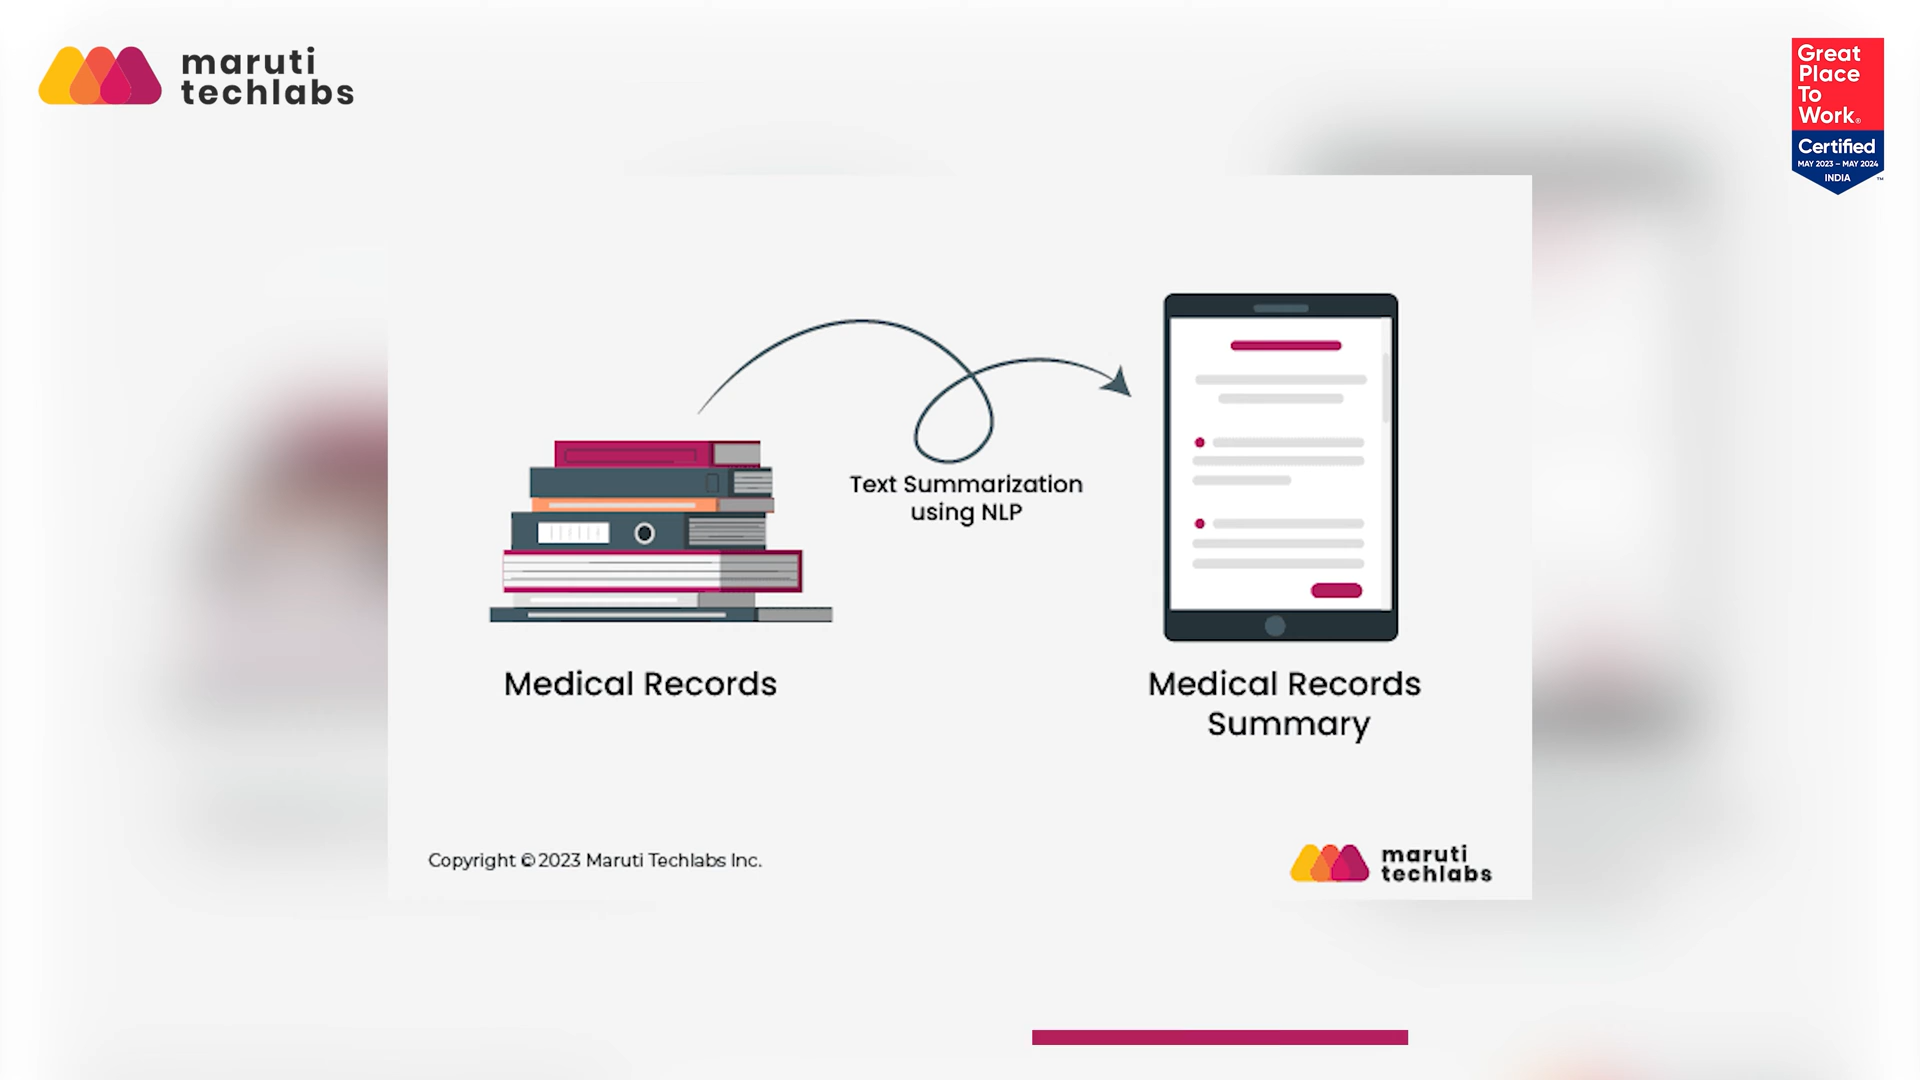 maruti
techlabs
Great
Place
To
Work®
Certified
MAY 2023 – MAY 2024
INDIA
™
Text Summarization
using NLP
Medical Records
Medical Records
Summary
Copyright © 2023 Maruti Techlabs Inc.
maruti
techlabs